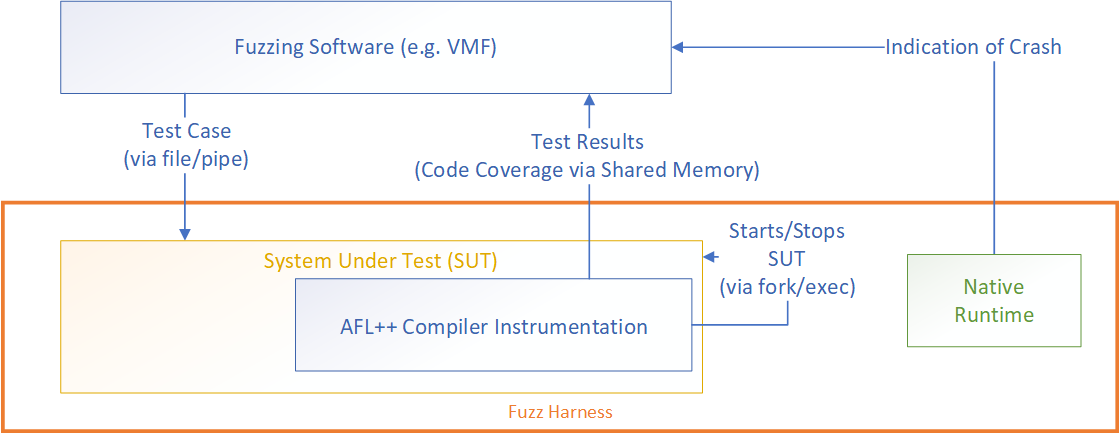 Fuzzing Software (e.g. VMF)
Indication of Crash
Test Case
(via file/pipe)
Test Results
(Code Coverage via Shared Memory)
System Under Test (SUT)
Starts/Stops
SUT
(via fork/exec)
AFL++ Compiler Instrumentation
Native
Runtime
Fuzz Harness